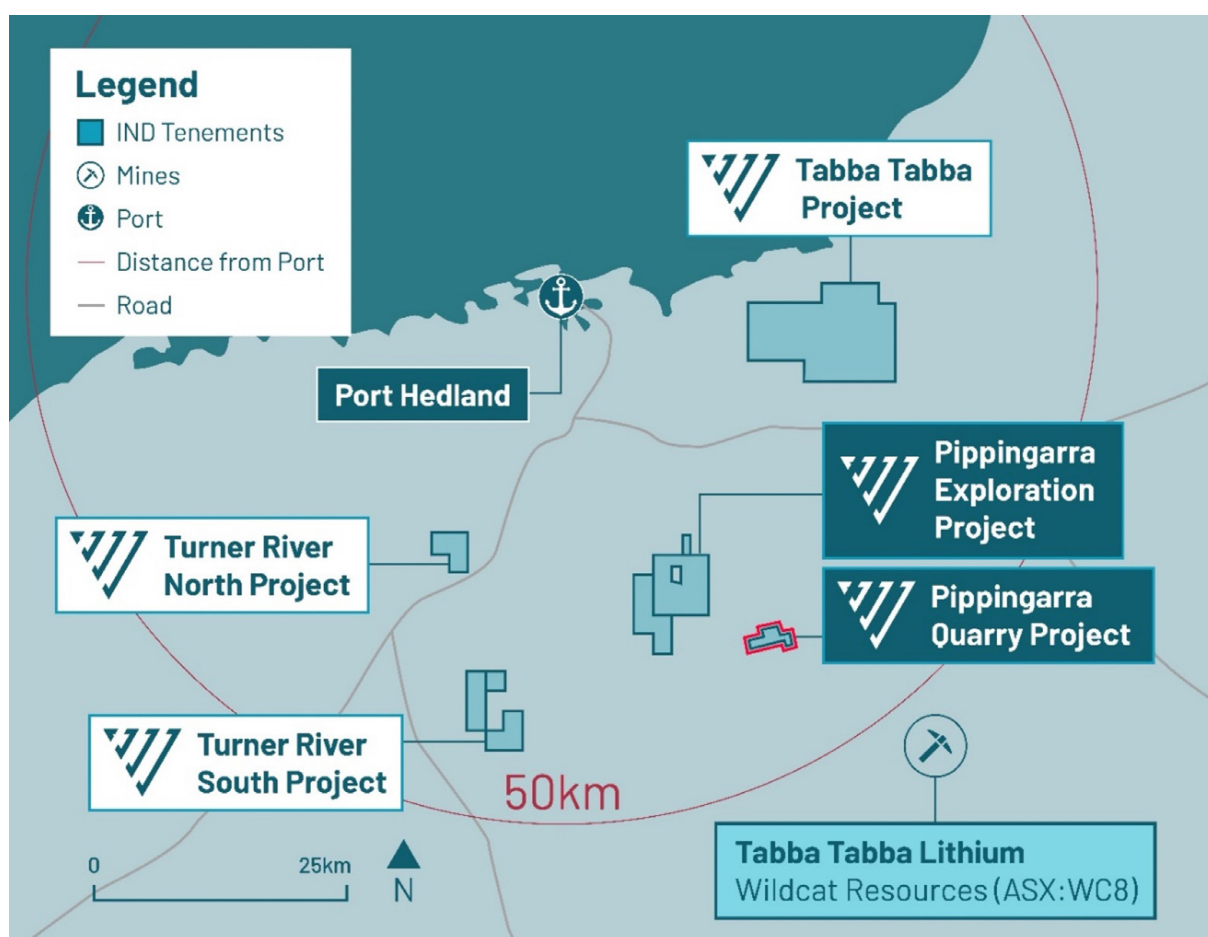 Legend
IND Tenements
Mines
Port
Distance from Port
Road
Tabba Tabba
Project
Port Hedland
Pippingarra
Exploration
Project
Turner River
North Project
Pippingarra
Quarry Project
Turner River
South Project
50km
0 25km
N
Tabba Tabba Lithium
Wildcat Resources (ASX:WC8)